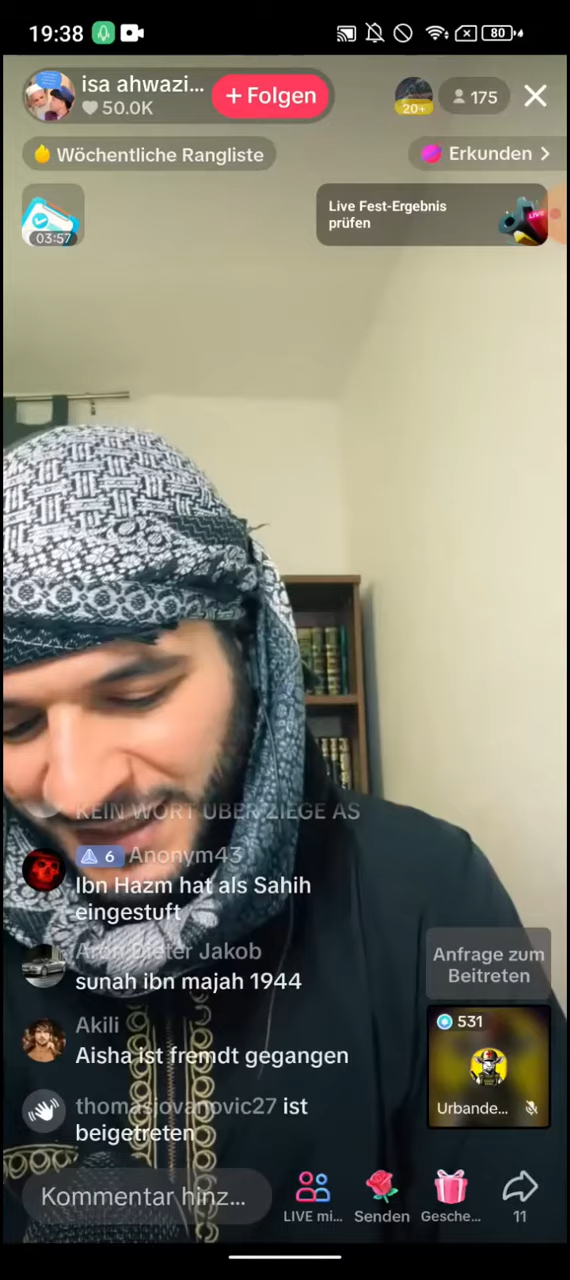 19:38
80
isa ahwazi...
+ Folgen
50.0K
20+
175
Wöchentliche Rangliste
Erkunden >
03:57
Live Fest-Ergebnis
prüfen
LIVE
KEIN WORT ÜBER ZIEGE AS
6 Anonym43
Ibn Hazm hat als Sahih
eingestuft
Aron Dieter Jakob
sunah ibn majah 1944
Anfrage zum
Beitreten
531
Akili
Aisha ist fremdt gegangen
Urbande...
thomasjovanovic27 ist
beigetreten
Kommentar hinz...
LIVE mi...
Senden
Gesche...
11